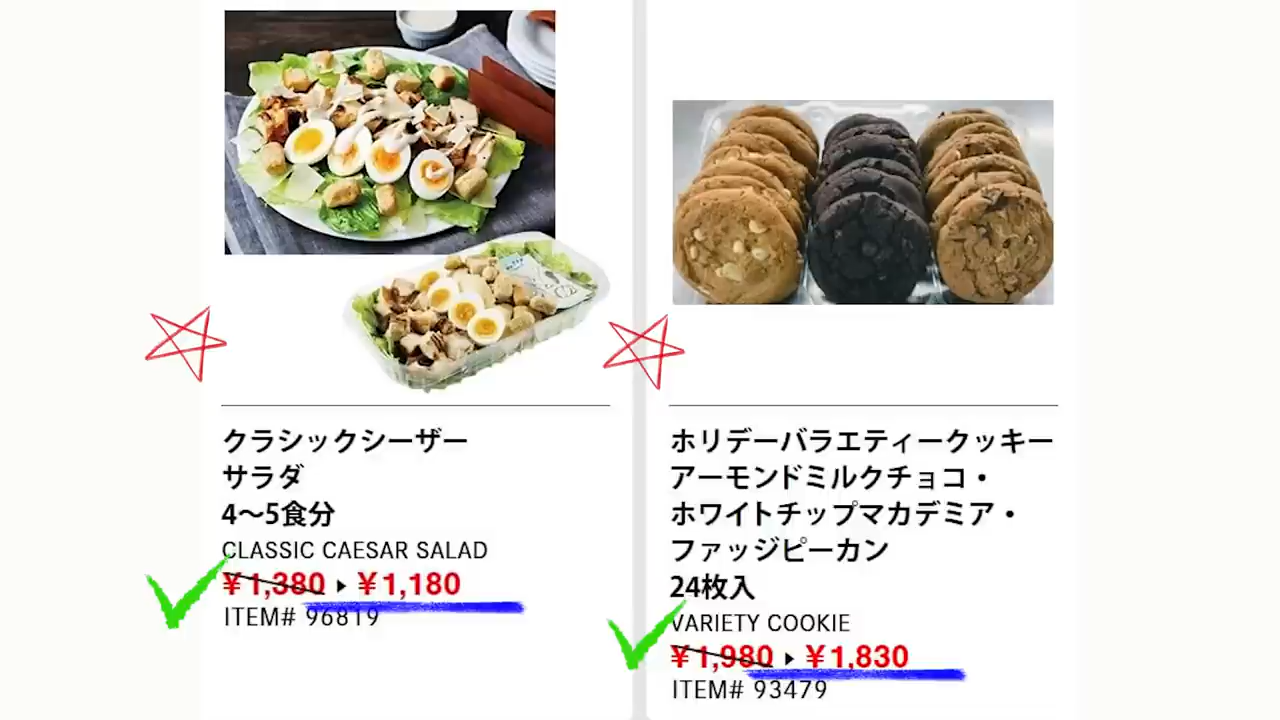 クラシックシーザー
サラダ
4～5食分
CLASSIC CAESAR SALAD
¥1,380 ▶ ¥1,180
ITEM# 96819
ホリデーバラエティークッキー
アーモンドミルクチョコ・
ホワイトチップマカデミア・
ファッジピーカン
24枚入
VARIETY COOKIE
¥1,980 ▶ ¥1,830
ITEM# 93479